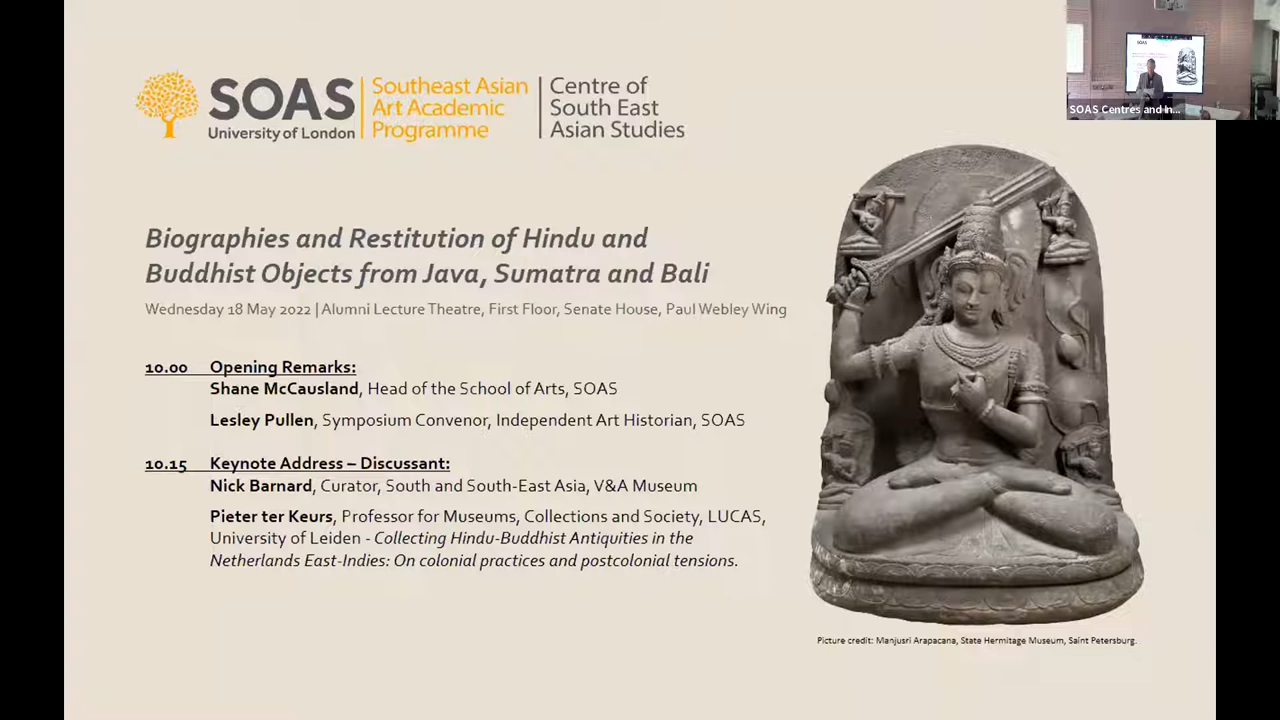 SOAS
University of London
Southeast Asian
Art Academic
Programme
Centre of
South East
Asian Studies
SOAS Centres and In...
Biographies and Restitution of Hindu and
Buddhist Objects from Java, Sumatra and Bali
Wednesday 18 May 2022 | Alumni Lecture Theatre, First Floor, Senate House, Paul Webley Wing
10.00 Opening Remarks:
Shane McCausland, Head of the School of Arts, SOAS
Lesley Pullen, Symposium Convenor, Independent Art Historian, SOAS
10.15 Keynote Address – Discussant:
Nick Barnard, Curator, South and South-East Asia, V&A Museum
Pieter ter Keurs, Professor for Museums, Collections and Society, LUCAS,
University of Leiden - Collecting Hindu-Buddhist Antiquities in the
Netherlands East-Indies: On colonial practices and postcolonial tensions.
Picture credit: Manjusri Arapacana, State Hermitage Museum, Saint Petersburg.